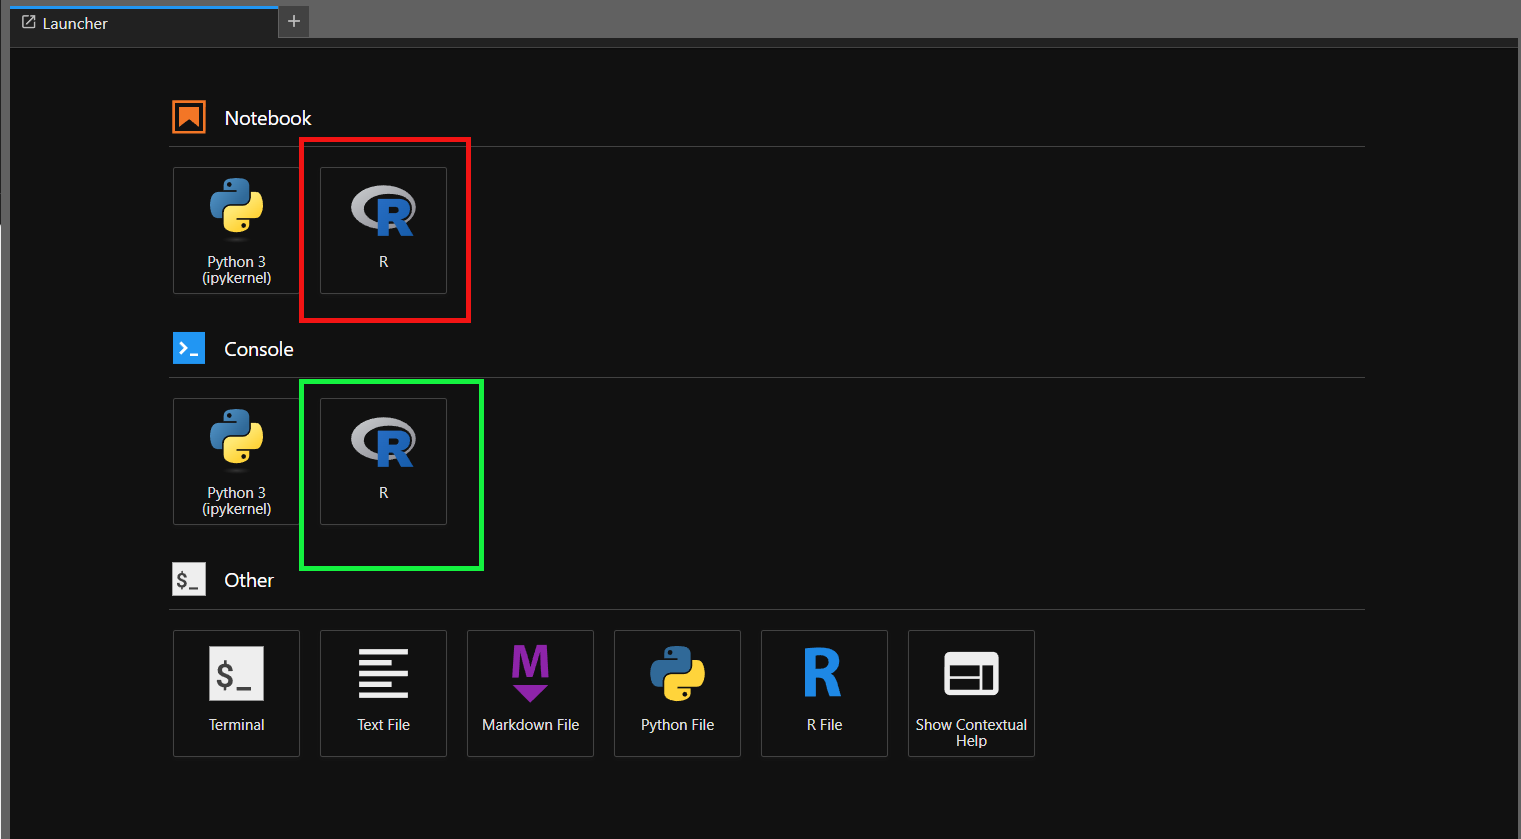 Launcher
+
Notebook
R
Python 3
(ipykernel)
R
>_
Console
R
Python 3
(ipykernel)
R
$_
Other
$_
M
R
Terminal
Text File
Markdown File
Python File
R File
Show Contextual
Help